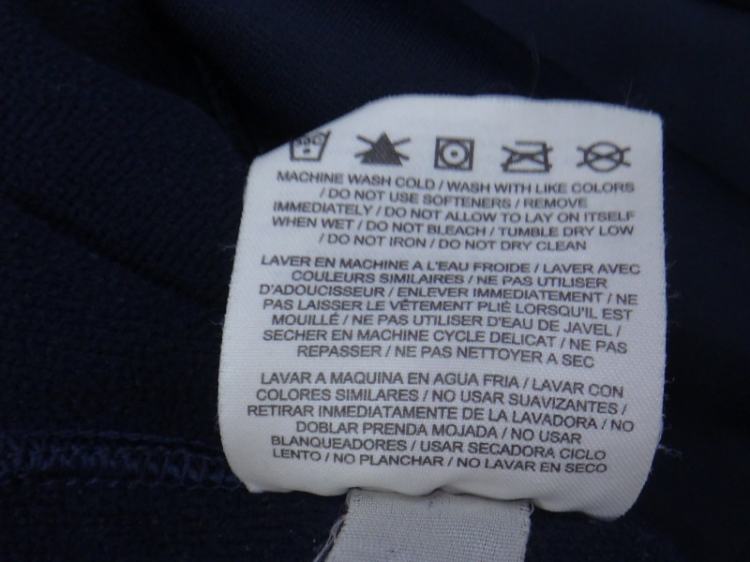 MACHINE WASH COLD / WASH WITH LIKE COLORS
/ DO NOT USE SOFTENERS / REMOVE
IMMEDIATELY / DO NOT ALLOW TO LAY ON ITSELF
WHEN WET / DO NOT BLEACH / TUMBLE DRY LOW
/ DO NOT IRON / DO NOT DRY CLEAN
LAVER EN MACHINE A L'EAU FROIDE / LAVER AVEC
COULEURS SIMILAIRES / NE PAS UTILISER
D'ADOUCISSEUR / ENLEVER IMMEDIATEMENT / NE
PAS LAISSER LE VÊTEMENT PLIÉ LORSQU'IL EST
MOUILLÉ / NE PAS UTILISER D'EAU DE JAVEL /
SECHER EN MACHINE CYCLE DELICAT / NE PAS
REPASSER / NE PAS NETTOYER A SEC
LAVAR A MAQUINA EN AGUA FRIA / LAVAR CON
COLORES SIMILARES / NO USAR SUAVIZANTES /
RETIRAR INMEDIATAMENTE DE LA LAVADORA / NO
DOBLAR PRENDA MOJADA / NO USAR
BLANQUEADORES / USAR SECADORA CICLO
LENTO / NO PLANCHAR / NO LAVAR EN SECO